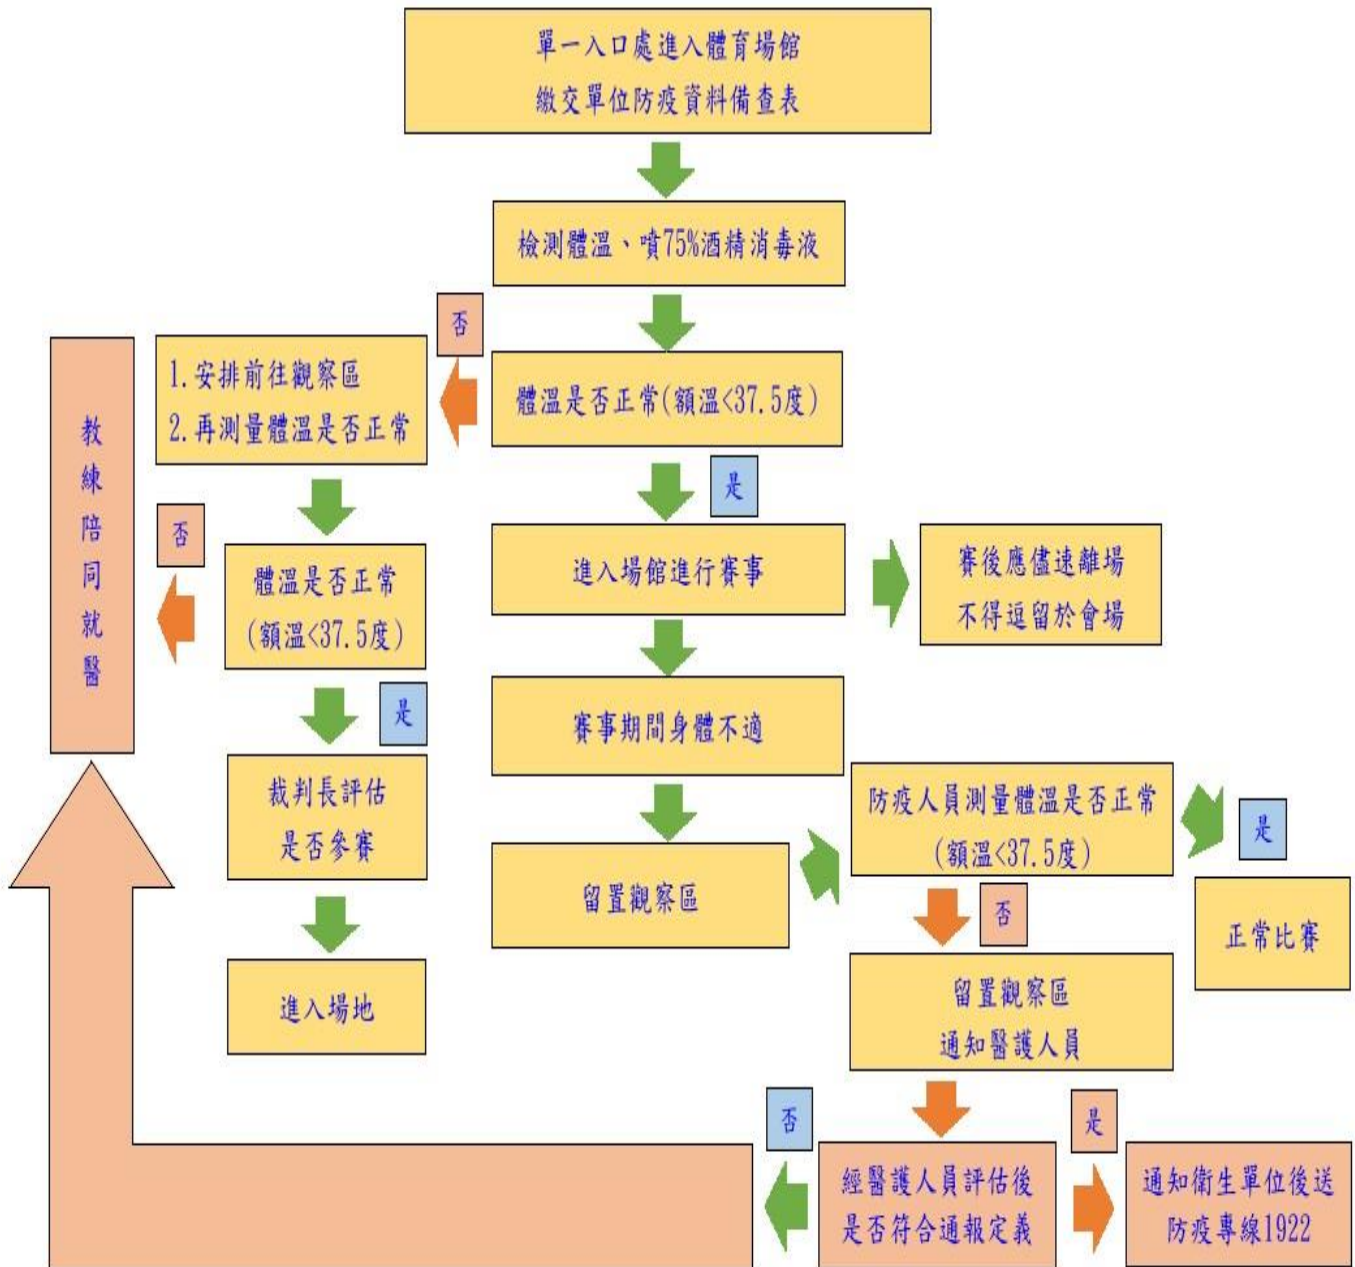 單一入口處進入體育場館
繳交單位防疫資料備查表
檢測體溫、噴75%酒精消毒液
否
體溫是否正常(額溫<37.5度)
1.安排前往觀察區
2.再測量體溫是否正常
教練陪同就醫
是
否
體溫是否正常
(額溫<37.5度)
進入場館進行賽事
賽後應儘速離場
不得逗留於會場
是
裁判長評估
是否參賽
進入場地
賽事期間身體不適
留置觀察區
防疫人員測量體溫是否正常
(額溫<37.5度)
是
正常比賽
否
留置觀察區
通知醫護人員
否
經醫護人員評估後
是否符合通報定義
是
通知衛生單位後送
防疫專線1922